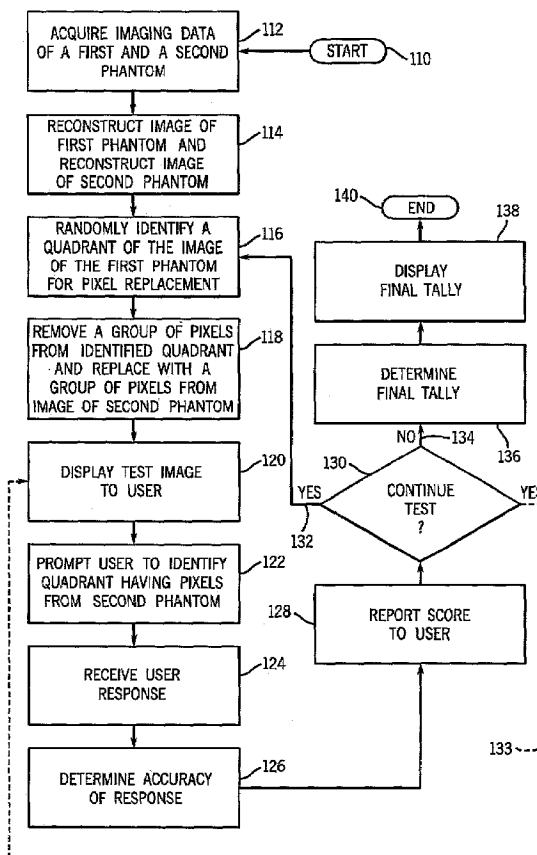 START
110
ACQUIRE IMAGING DATA
OF A FIRST AND A SECOND
PHANTOM
112
RECONSTRUCT IMAGE OF
FIRST PHANTOM AND
RECONSTRUCT IMAGE
OF SECOND PHANTOM
114
RANDOMLY IDENTIFY A
QUADRANT OF THE IMAGE
OF THE FIRST PHANTOM
FOR PIXEL REPLACEMENT
116
REMOVE A GROUP OF PIXELS
FROM IDENTIFIED QUADRANT
AND REPLACE WITH A
GROUP OF PIXELS FROM
IMAGE OF SECOND PHANTOM
118
DISPLAY TEST IMAGE
TO USER
120
PROMPT USER TO IDENTIFY
QUADRANT HAVING PIXELS
FROM SECOND PHANTOM
122
RECEIVE USER
RESPONSE
124
DETERMINE ACCURACY
OF RESPONSE
126
REPORT SCORE
TO USER
128
CONTINUE
TEST
?
130
YES
132
YES
133
NO
134
DETERMINE
FINAL TALLY
136
DISPLAY
FINAL TALLY
138
END
140